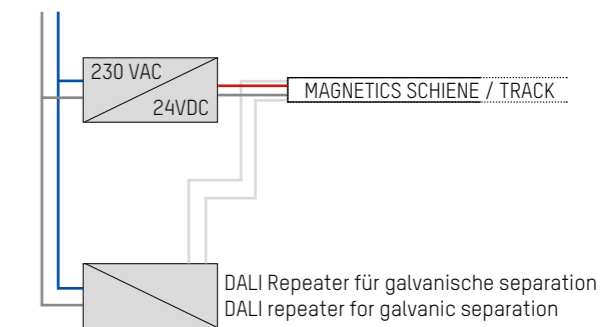 230 VAC
24VDC
MAGNETICS SCHIENE / TRACK
DALI Repeater für galvanische separation
DALI repeater for galvanic separation